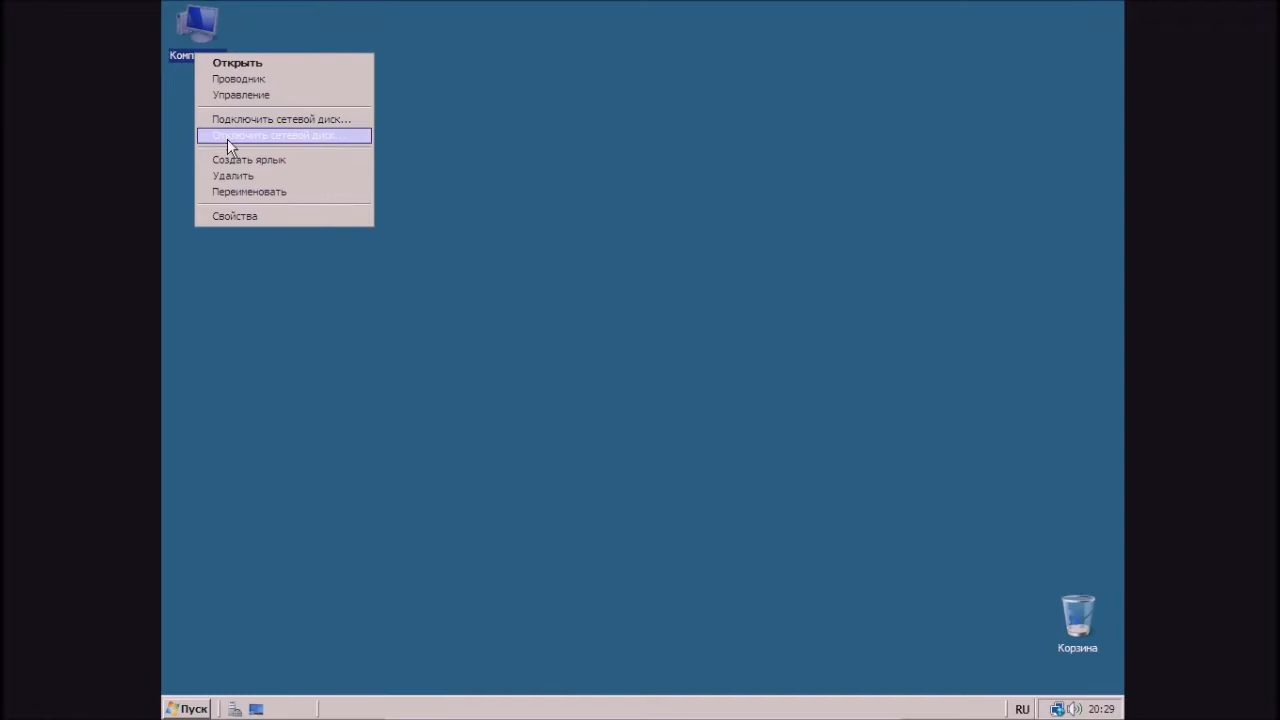 Комп
Открыть
Проводник
Управление
Подключить сетевой диск...
Отключить сетевой диск...
Создать ярлык
Удалить
Переименовать
Свойства
Корзина
Пуск
RU
20:29